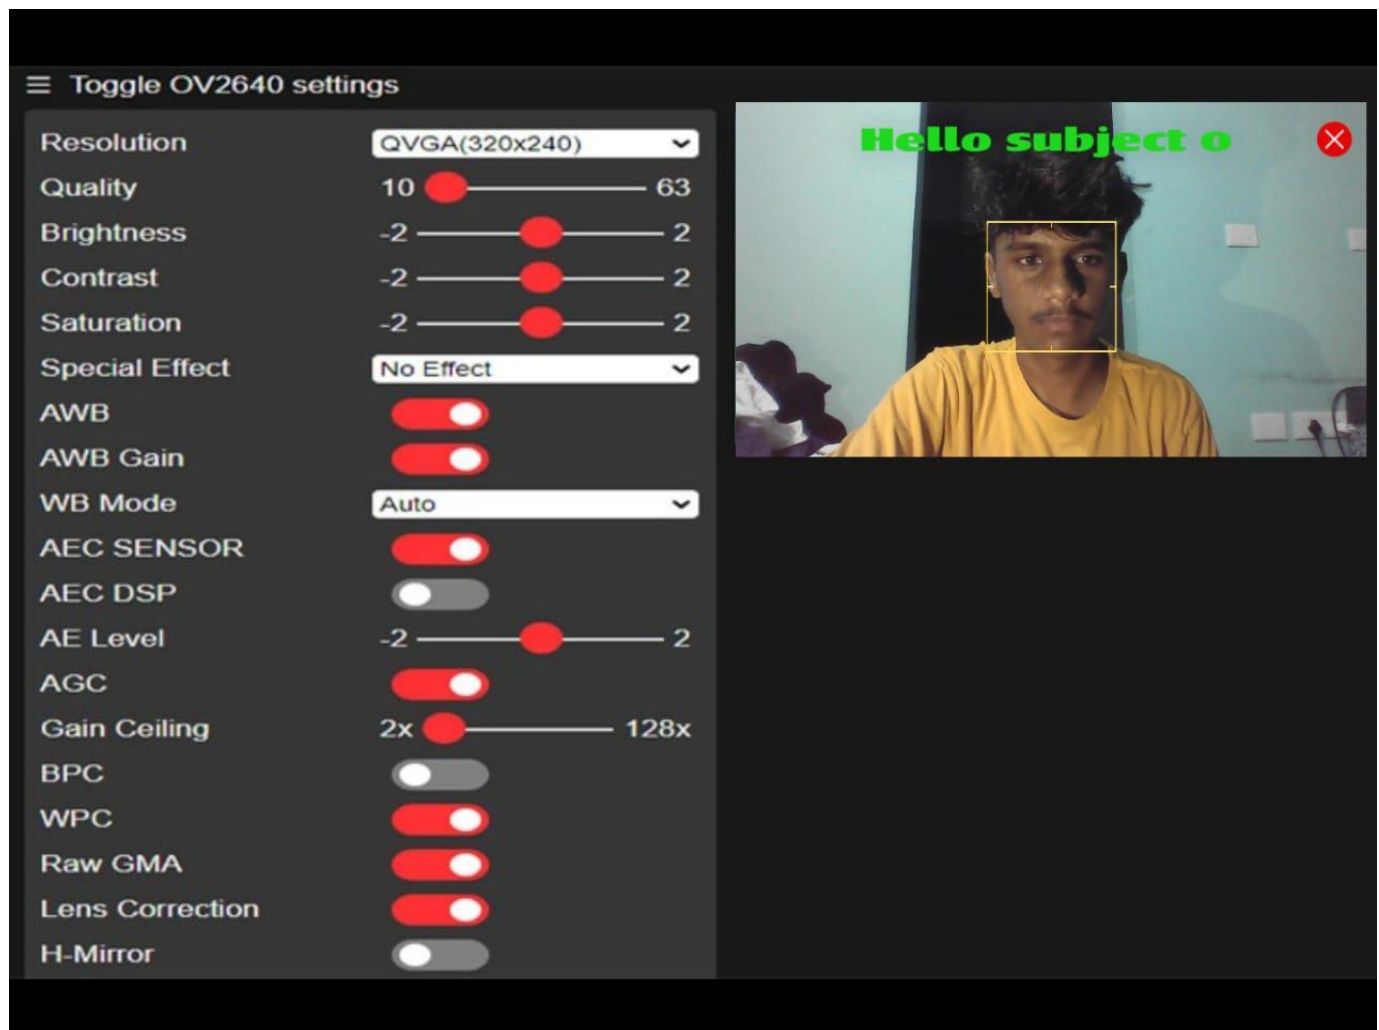 Toggle OV2640 settings
Resolution QVGA(320x240)
Quality 10 63
Brightness -2 2
Contrast -2 2
Saturation -2 2
Special Effect No Effect
AWB
AWB Gain
WB Mode Auto
AEC SENSOR
AEC DSP
AE Level -2 2
AGC
Gain Ceiling 2x 128x
BPC
WPC
Raw GMA
Lens Correction
H-Mirror
Hello subject o